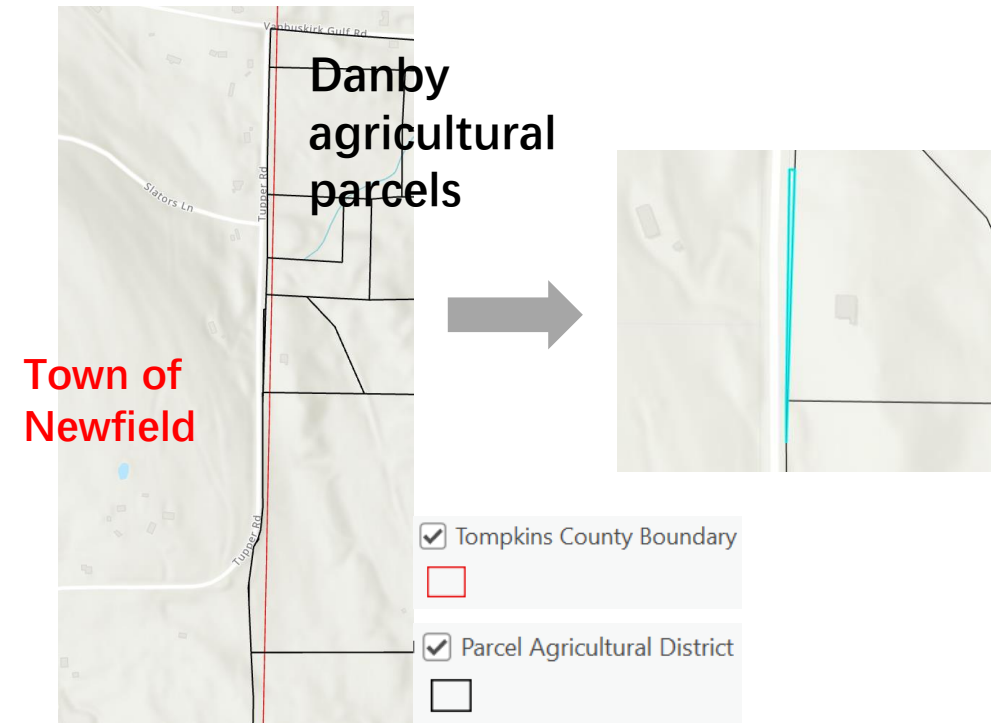 Vanbuskirk Gulf Rd
Danby
agricultural
parcels
Slators Ln
Tupper Rd
Town of
Newfield
Tupper Rd
Tompkins County Boundary
Parcel Agricultural District